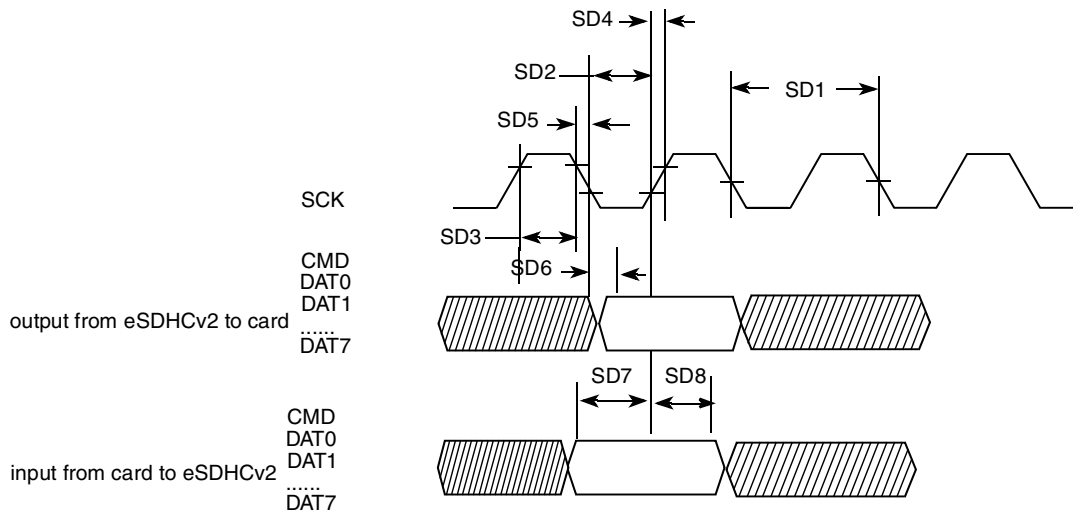 SD4
SD2
SD1
SD5
SCK
SD3
CMD
SD6
DAT0
DAT1
output from eSDHCv2 to card
......
DAT7
SD7
SD8
CMD
DAT0
DAT1
input from card to eSDHCv2
......
DAT7